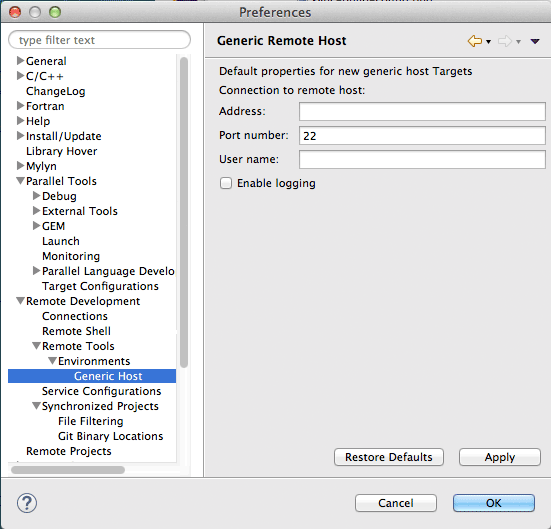 Preferences
type filter text
General
C/C++
ChangeLog
Fortran
Help
Install/Update
Library Hover
Mylyn
Parallel Tools
Debug
External Tools
GEM
Launch
Monitoring
Parallel Language Develo
Target Configurations
Remote Development
Connections
Remote Shell
Remote Tools
Environments
Generic Host
Service Configurations
Synchronized Projects
File Filtering
Git Binary Locations
Remote Projects
Generic Remote Host
Default properties for new generic host Targets
Connection to remote host:
Address:
Port number: 22
User name:
Enable logging
Restore Defaults Apply
? Cancel OK